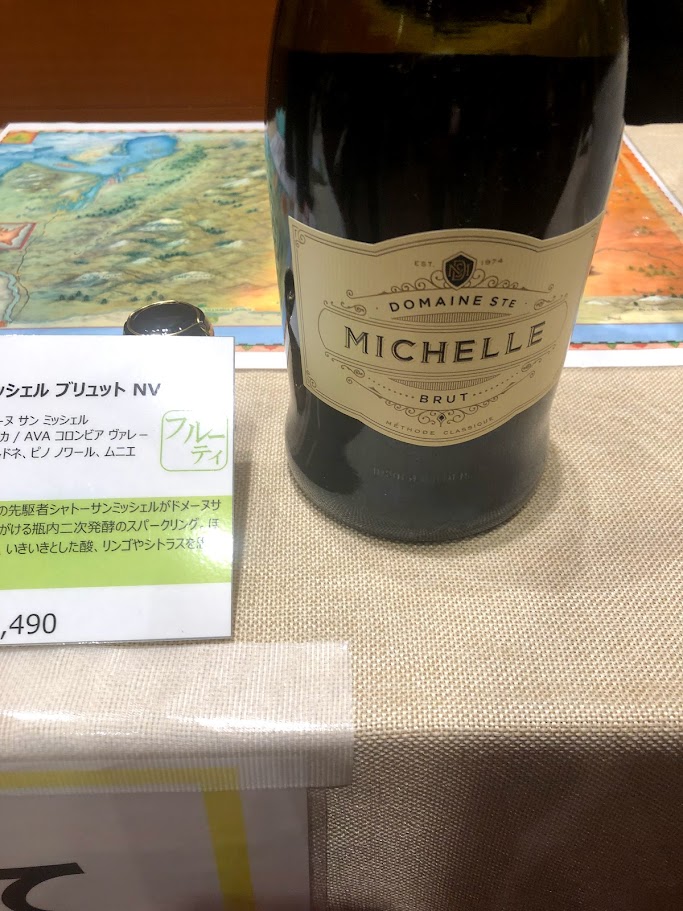 EST. 1974
DOMAINE STE
MICHELLE
BRUT
MÉTHODE CLASSIQUE
ッシェル ブリュット NV
ーヌ サン ミッシェル
カ / AVA コロンビア ヴァレー
ルドネ、ピノ ノワール、ムニエ
フルー
ティ
の先駆者シャトーサンミッシェルがドメーヌサ
がける瓶内二次発酵のスパークリング。ほ
いきいきとした酸、リンゴやシトラスを
,490
て